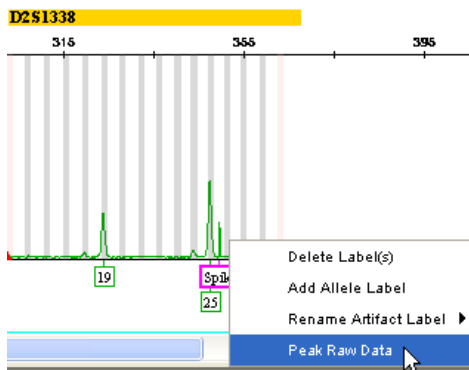 D2S1338
315 355 395
19 Spik
25
Delete Label(s)
Add Allele Label
Rename Artifact Label
Peak Raw Data